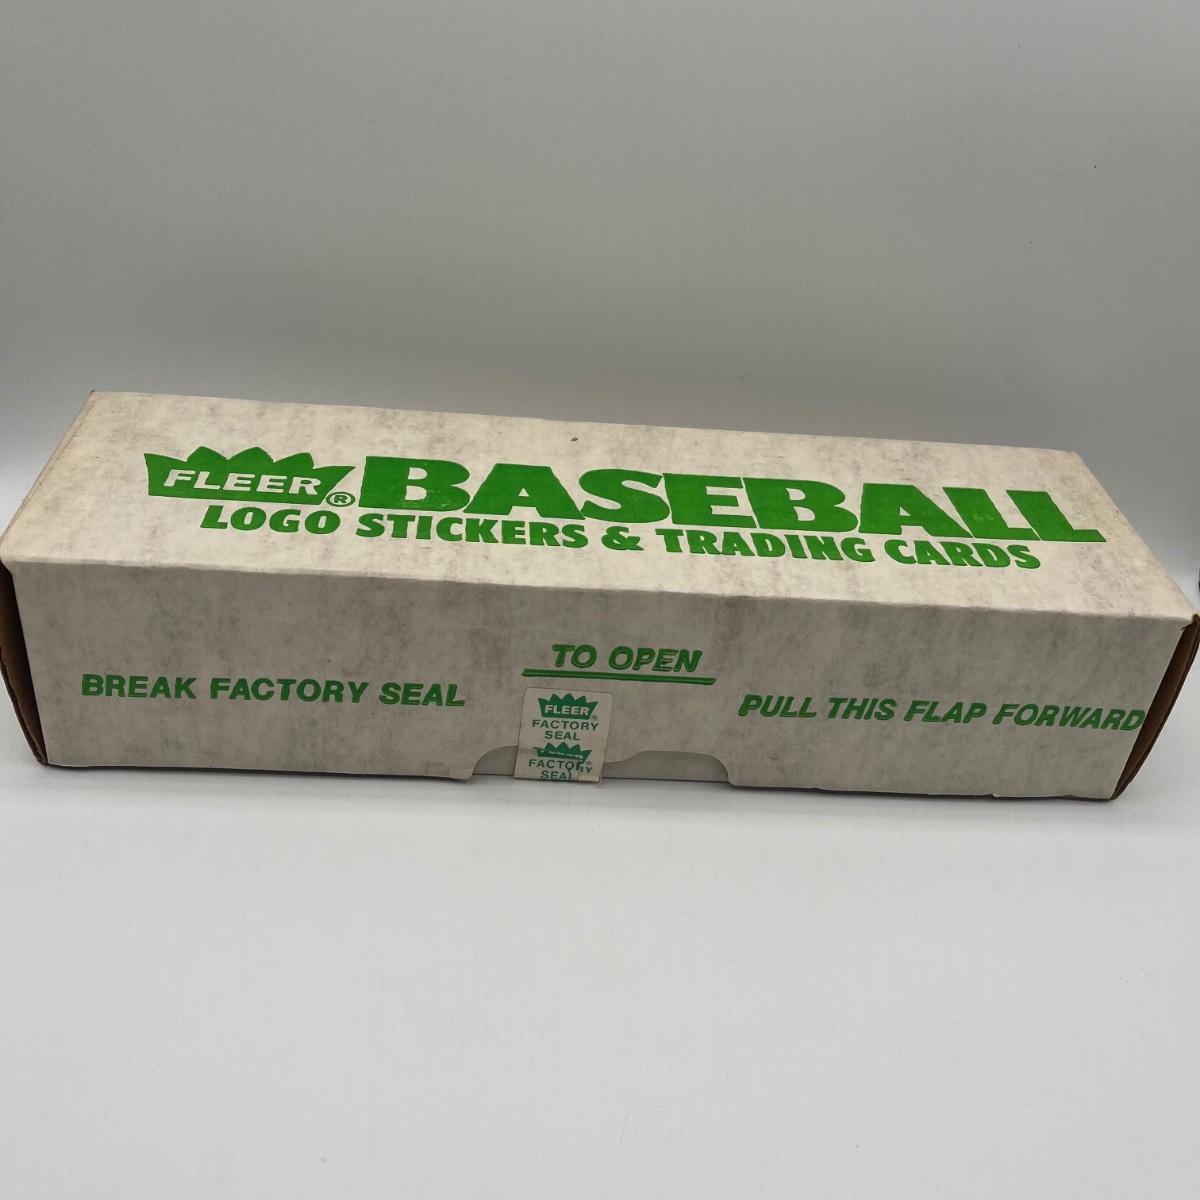 FLEER® BASEBALL
LOGO STICKERS & TRADING CARDS
TO OPEN
BREAK FACTORY SEAL
PULL THIS FLAP FORWARD
FLEER®
FACTORY
SEAL
FACTORY
SEAL